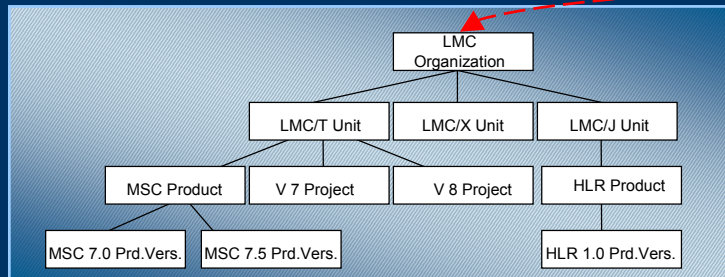 LMC
Organization
LMC/T Unit
LMC/X Unit
LMC/J Unit
MSC Product
V 7 Project
V 8 Project
HLR Product
MSC 7.0 Prd.Vers.
MSC 7.5 Prd.Vers.
HLR 1.0 Prd.Vers.